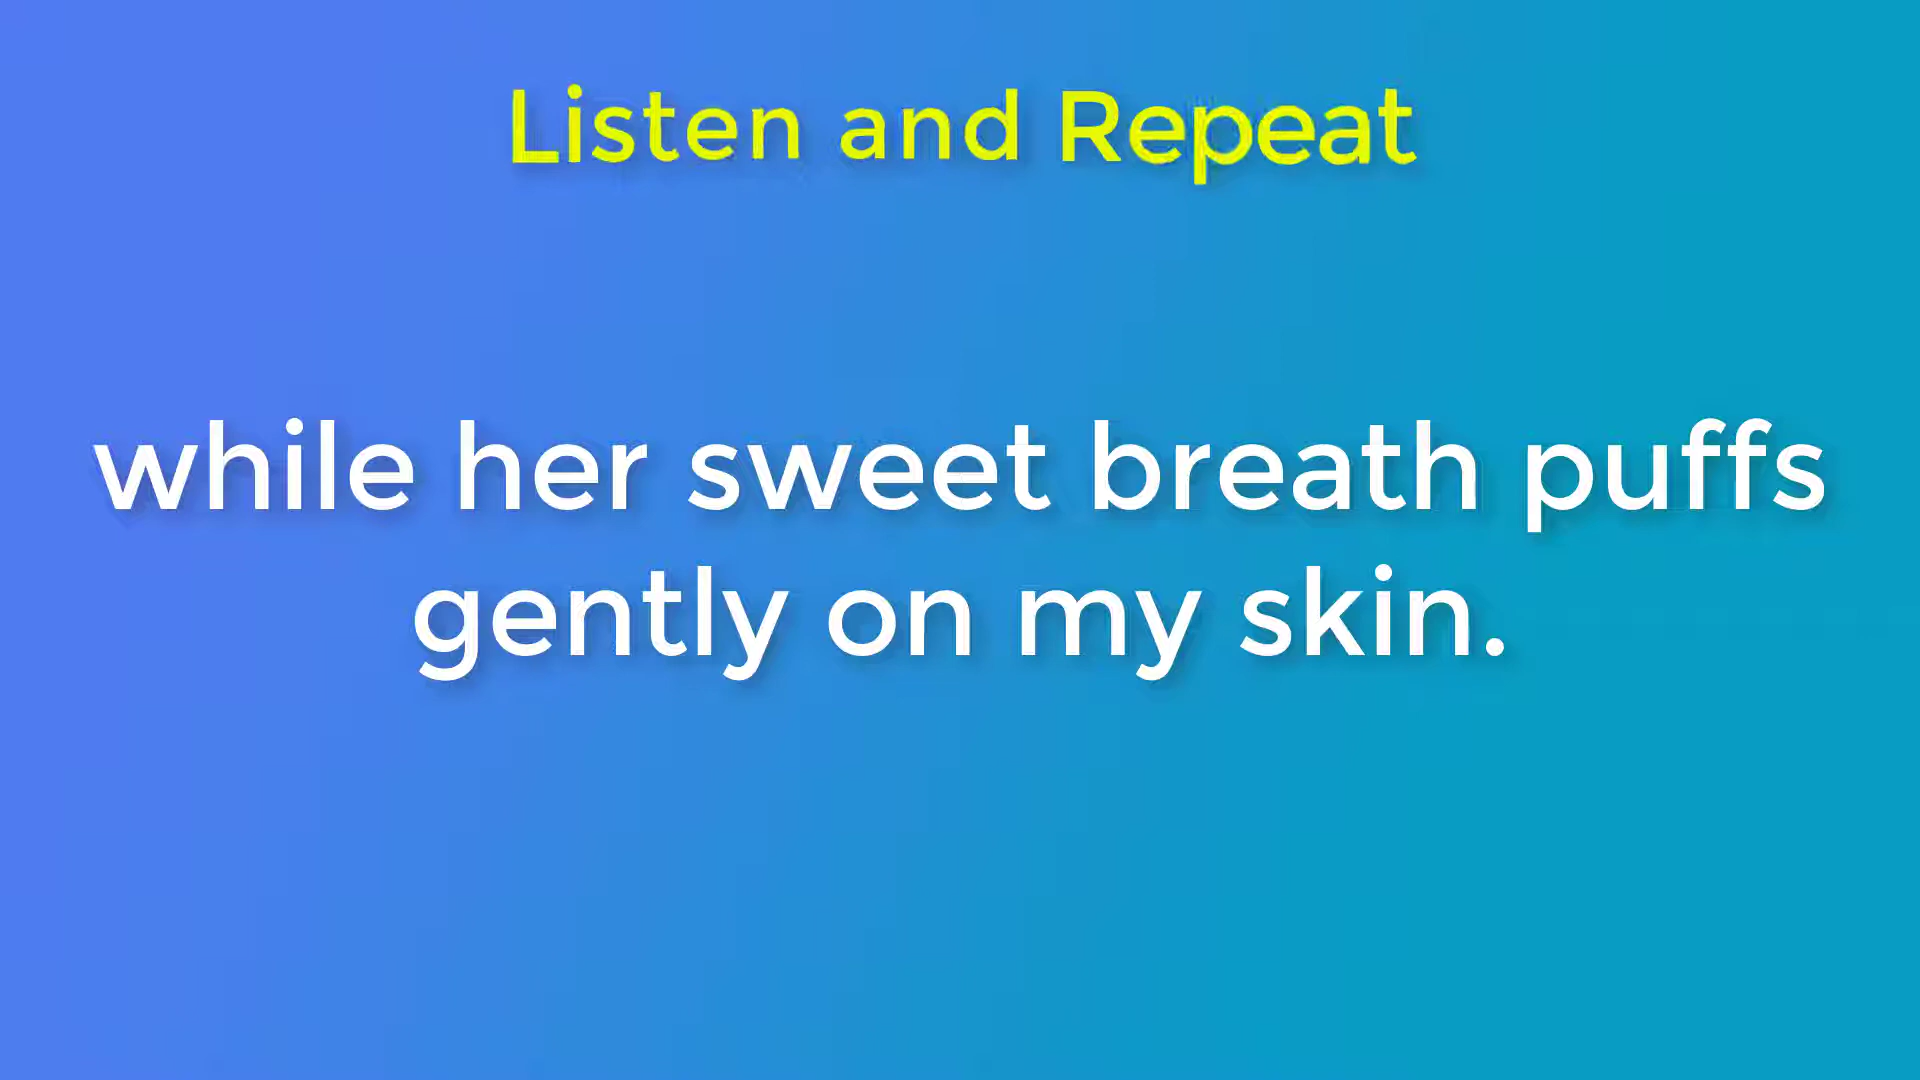 Listen and Repeat
while her sweet breath puffs
gently on my skin.